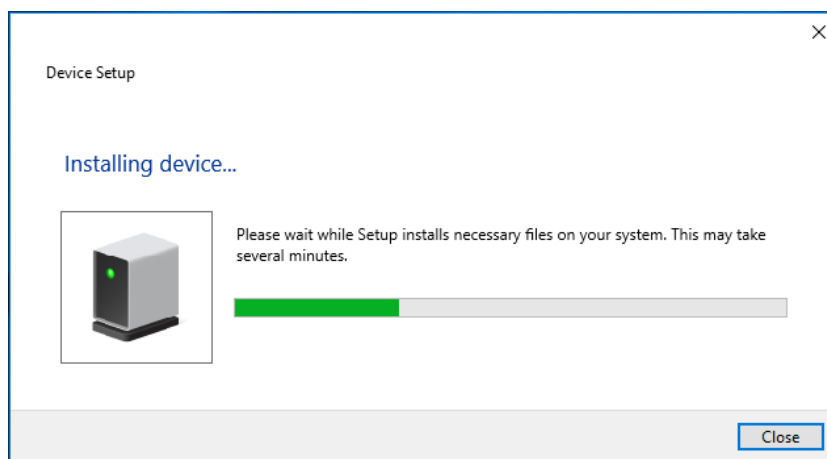 Device Setup
Installing device...
Please wait while Setup installs necessary files on your system. This may take
several minutes.
Close